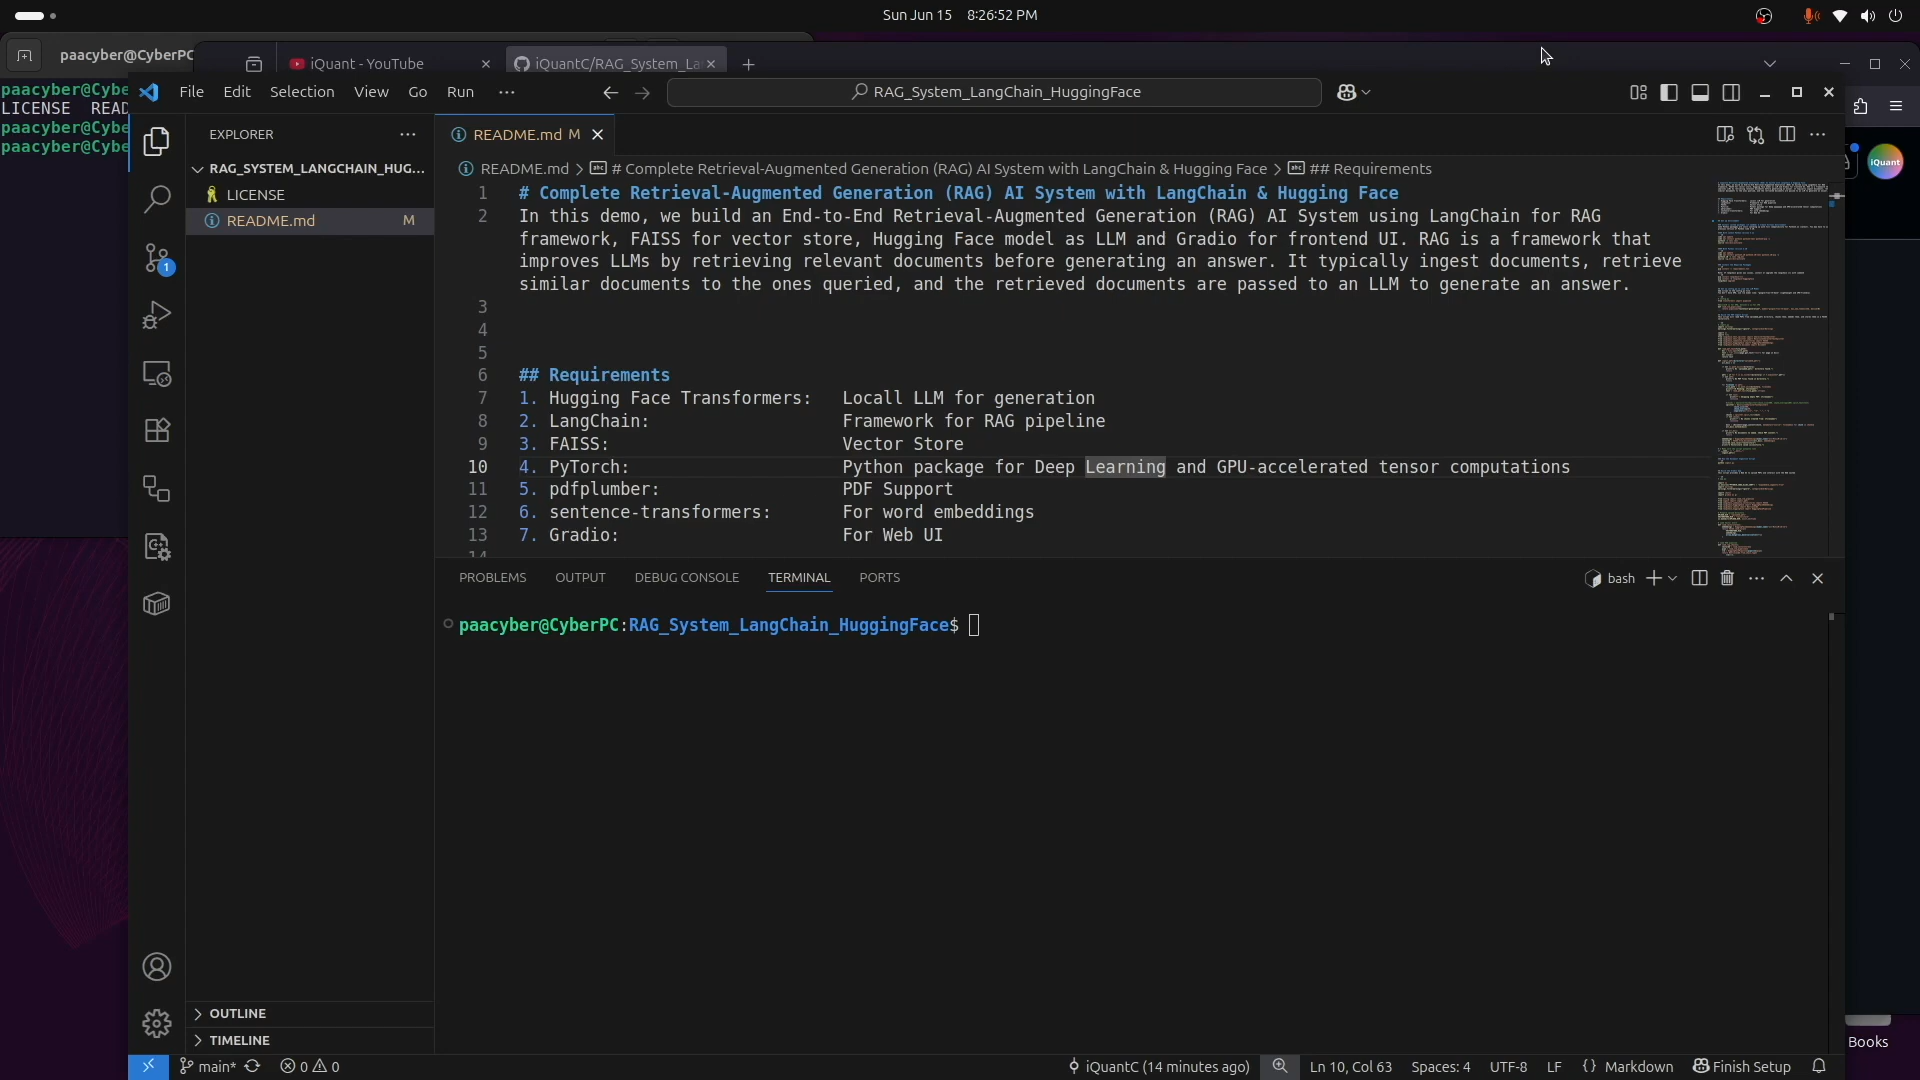 Sun Jun 15 8:26:52 PM
paacyber@CyberPC
iQuant - YouTube
iQuantC/RAG_System_La
paacyber@Cybe
LICENSE READ
paacyber@Cybe
paacyber@Cybe
File Edit Selection View Go Run
RAG_System_LangChain_HuggingFace
iQuant
EXPLORER
RAG_SYSTEM_LANGCHAIN_HUG...
LICENSE
README.md M
1
README.md M
README.md > # Complete Retrieval-Augmented Generation (RAG) AI System with LangChain & Hugging Face > ## Requirements
1 # Complete Retrieval-Augmented Generation (RAG) AI System with LangChain & Hugging Face
2 In this demo, we build an End-to-End Retrieval-Augmented Generation (RAG) AI System using LangChain for RAG
framework, FAISS for vector store, Hugging Face model as LLM and Gradio for frontend UI. RAG is a framework that
improves LLMs by retrieving relevant documents before generating an answer. It typically ingest documents, retrieve
similar documents to the ones queried, and the retrieved documents are passed to an LLM to generate an answer.
3
4
5
6 ## Requirements
7 1. Hugging Face Transformers: Locall LLM for generation
8 2. LangChain: Framework for RAG pipeline
9 3. FAISS: Vector Store
10 4. PyTorch: Python package for Deep Learning and GPU-accelerated tensor computations
11 5. pdfplumber: PDF Support
12 6. sentence-transformers: For word embeddings
13 7. Gradio: For Web UI
14
PROBLEMS OUTPUT DEBUG CONSOLE TERMINAL PORTS
bash
paacyber@CyberPC:RAG_System_LangChain_HuggingFace$
OUTLINE
TIMELINE
Books
main* 0 0
iQuantC (14 minutes ago) Ln 10, Col 63 Spaces: 4 UTF-8 LF {} Markdown Finish Setup